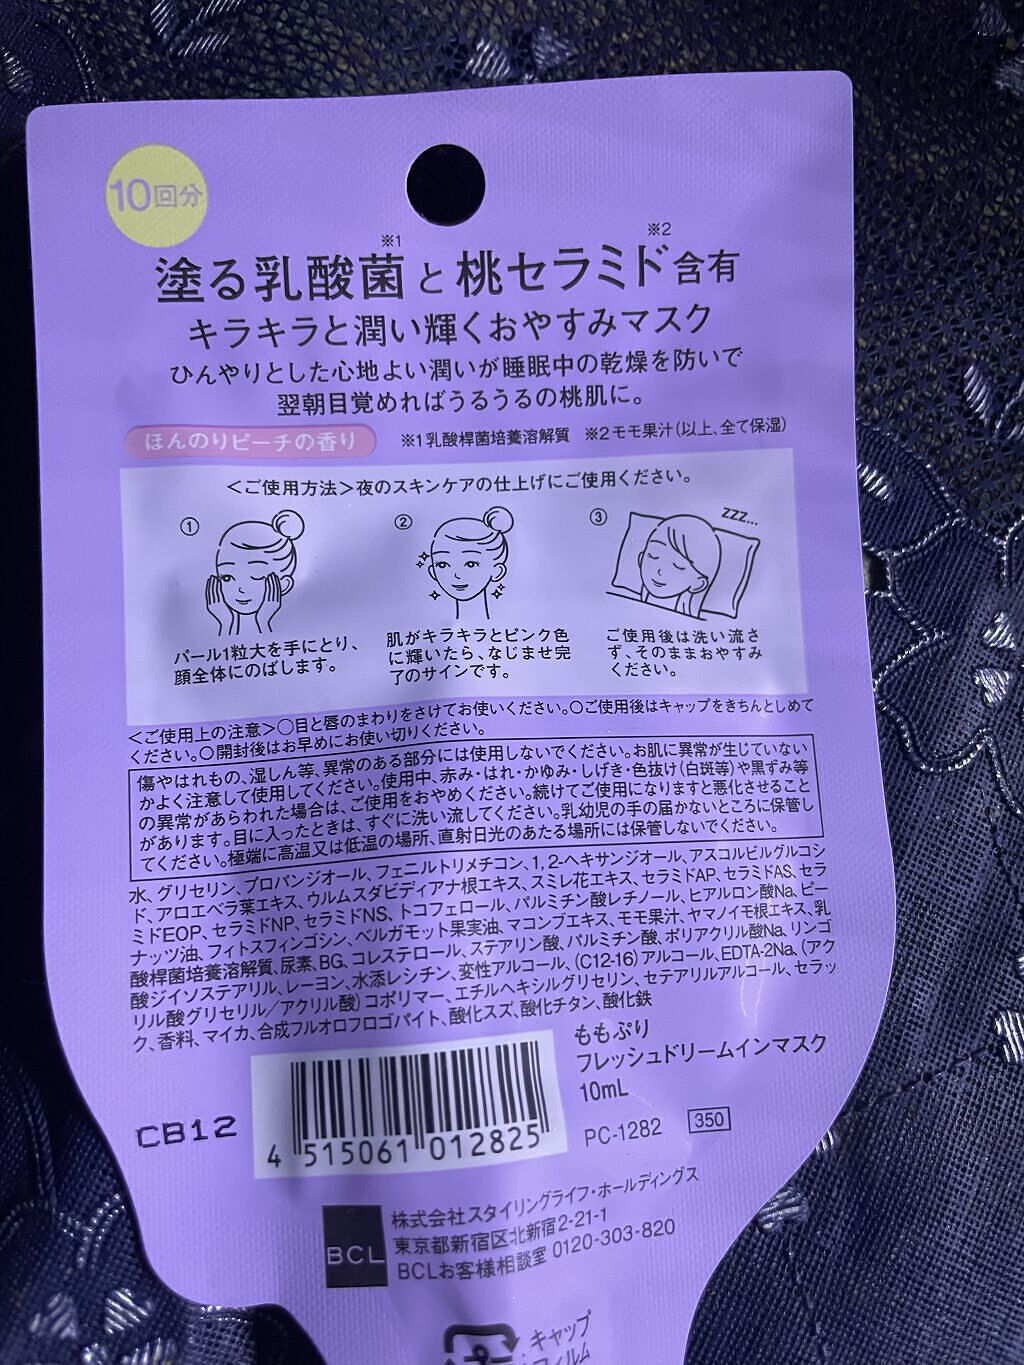 10回分
塗る乳酸菌※1と桃セラミド※2含有
キラキラと潤い輝くおやすみマスク
ひんやりとした心地よい潤いが睡眠中の乾燥を防いで
翌朝目覚めればうるうるの桃肌に。
ほんのりピーチの香り ※1乳酸桿菌培養溶解質 ※2モモ果汁(以上、全て保湿)
＜ご使用方法＞夜のスキンケアの仕上げにご使用ください。
① ② ③ ZZZ...
パール1粒大を手にとり、
顔全体にのばします。
肌がキラキラとピンク色
に輝いたら、なじませ完
了のサインです。
ご使用後は洗い流さ
ず、そのままおやすみ
ください。
＜ご使用上の注意＞○目と唇のまわりをさけてお使いください。○ご使用後はキャップをきちんとしめて
ください。○開封後はお早めにお使い切りください。
傷やはれもの、湿しん等、異常のある部分には使用しないでください。お肌に異常が生じていない
かよく注意して使用してください。使用中、赤み・はれ・かゆみ・しげき・色抜け(白斑等)や黒ずみ等
の異常があらわれた場合は、ご使用をおやめください。続けてご使用になりますと悪化させること
があります。目に入ったときは、すぐに洗い流してください。乳幼児の手の届かないところに保管し
てください。極端に高温又は低温の場所、直射日光のあたる場所には保管しないでください。
水、グリセリン、プロパンジオール、フェニルトリメチコン、1,2-ヘキサンジオール、アスコルビルグルコシ
ド、アロエベラ葉エキス、ウルムスダビディアナ根エキス、スミレ花エキス、セラミドAP、セラミドAS、セラ
ミドEOP、セラミドNP、セラミドNS、トコフェロール、パルミチン酸レチノール、ヒアルロン酸Na、ピー
ナッツ油、フィトスフィンゴシン、ベルガモット果実油、マコンブエキス、モモ果汁、ヤマノイモ根エキス、乳
酸桿菌培養溶解質、尿素、BG、コレステロール、ステアリン酸、パルミチン酸、ポリアクリル酸Na、リンゴ
酸ジイソステアリル、レーヨン、水添レシチン、変性アルコール、(C12-16)アルコール、EDTA-2Na、(アク
リル酸グリセリル/アクリル酸)コポリマー、エチルヘキシルグリセリン、セテアリルアルコール、セラッ
ク、香料、マイカ、合成フルオロフロゴパイト、酸化スズ、酸化チタン、酸化鉄
ももぷり
フレッシュドリームインマスク
10mL
CB12
4 515061 012825
PC-1282 350
BCL
株式会社スタイリングライフ・ホールディングス
東京都新宿区北新宿2-21-1
BCLお客様相談室 0120-303-820
キャップ
フィルム